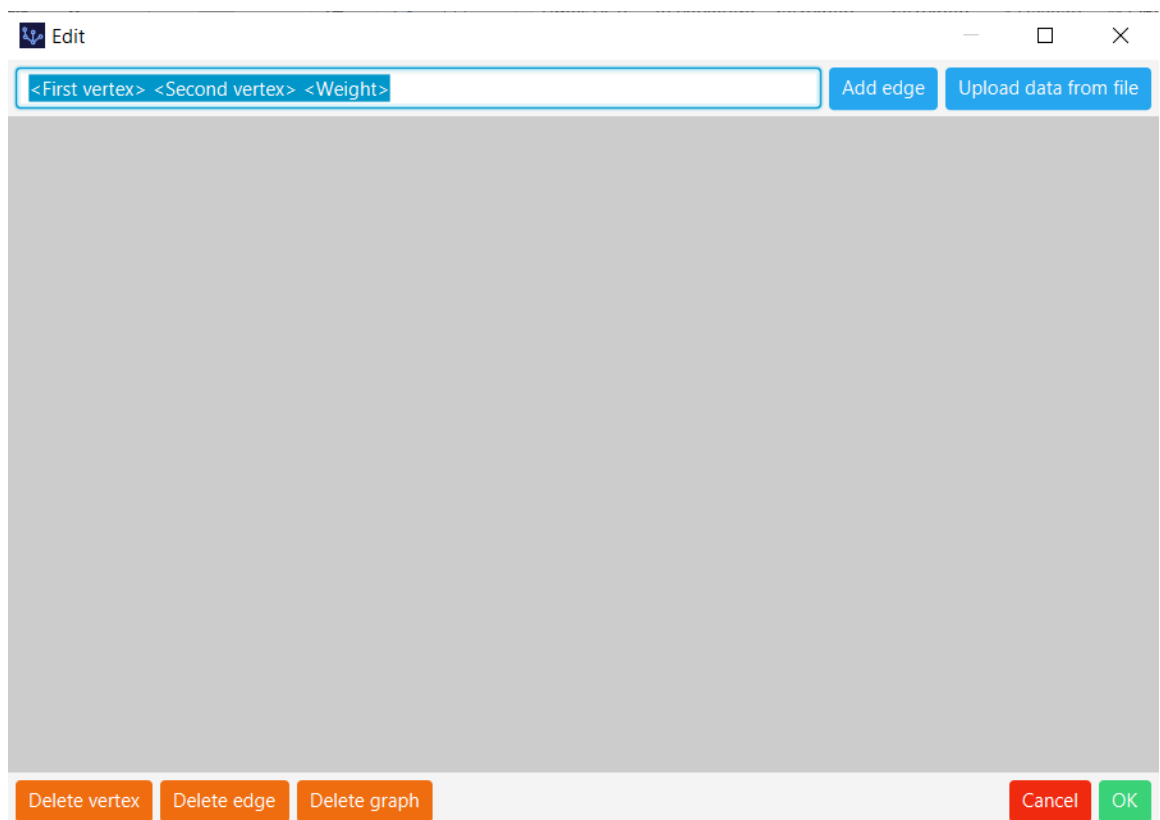 Edit
<First vertex> <Second vertex> <Weight> Add edge Upload data from file
Delete vertex Delete edge Delete graph Cancel OK